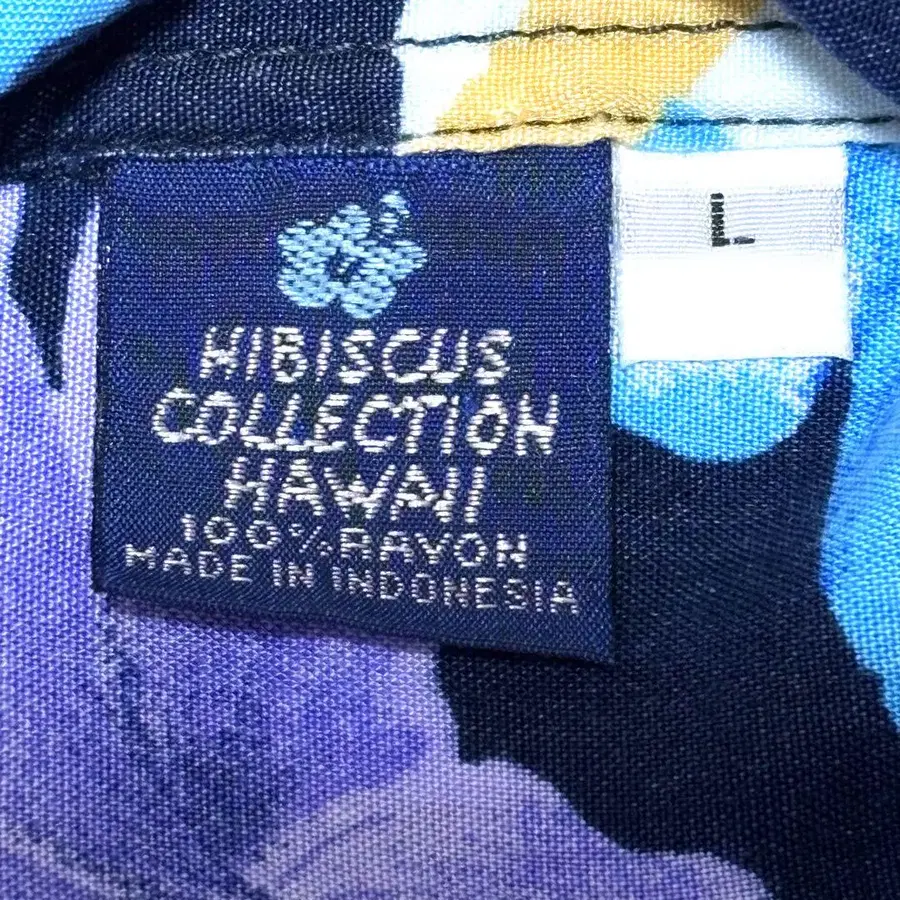 HIBISCUS
COLLECTION
HAWAII
100% RAYON
MADE IN INDONESIA
L